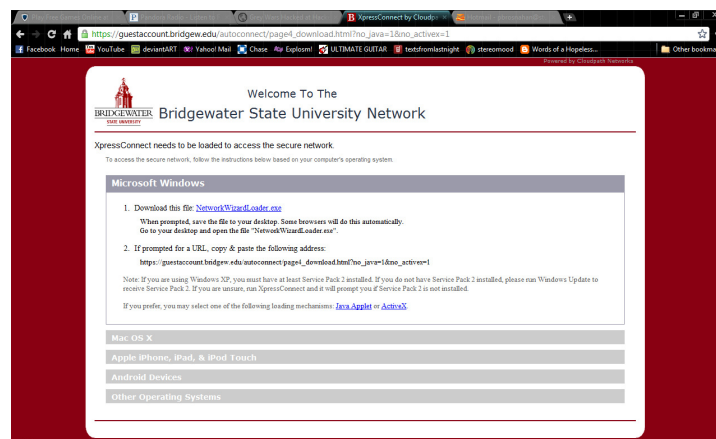 XpressConnect by Cloudpa
https://guestaccount.bridgew.edu/autoconnect/page4_download.html?no_java=1&no_activex=1
Facebook Home YouTube deviantART Yahoo! Mail Chase Explosm! ULTIMATE GUITAR textsfromlastnight stereomood Words of a Hopeless... Other bookma
Powered by Cloudpath Networks
Welcome To The
BRIDGEWATER
STATE UNIVERSITY
Bridgewater State University Network
XpressConnect needs to be loaded to access the secure network.
To access the secure network, follow the instructions below based on your computer's operating system.
Microsoft Windows
1. Download this file: NetworkWizardLoader.exe
When prompted, save the file to your desktop. Some browsers will do this automatically.
Go to your desktop and open the file "NetworkWizardLoader.exe".
2. If prompted for a URL, copy & paste the following address:
https://guestaccount.bridgew.edu/autoconnect/page4_download.html?no_java=1&no_activex=1
Note: If you are using Windows XP, you must have at least Service Pack 2 installed. If you do not have Service Pack 2 installed, please run Windows Update to
receive Service Pack 2. If you are unsure, run XpressConnect and it will prompt you if Service Pack 2 is not installed.
If you prefer, you may select one of the following loading mechanisms: Java Applet or ActiveX.
Mac OS X
Apple iPhone, iPad, & iPod Touch
Android Devices
Other Operating Systems